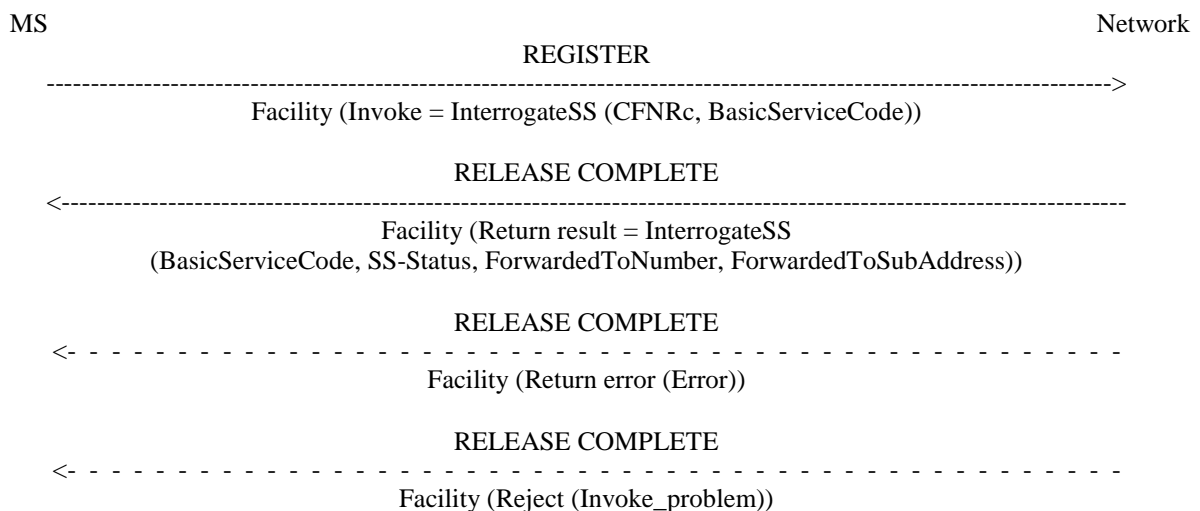 MS Network
REGISTER
Facility (Invoke = InterrogateSS (CFNRc, BasicServiceCode))
RELEASE COMPLETE
Facility (Return result = InterrogateSS
(BasicServiceCode, SS-Status, ForwardedToNumber, ForwardedToSubAddress))
RELEASE COMPLETE
Facility (Return error (Error))
RELEASE COMPLETE
Facility (Reject (Invoke_problem))